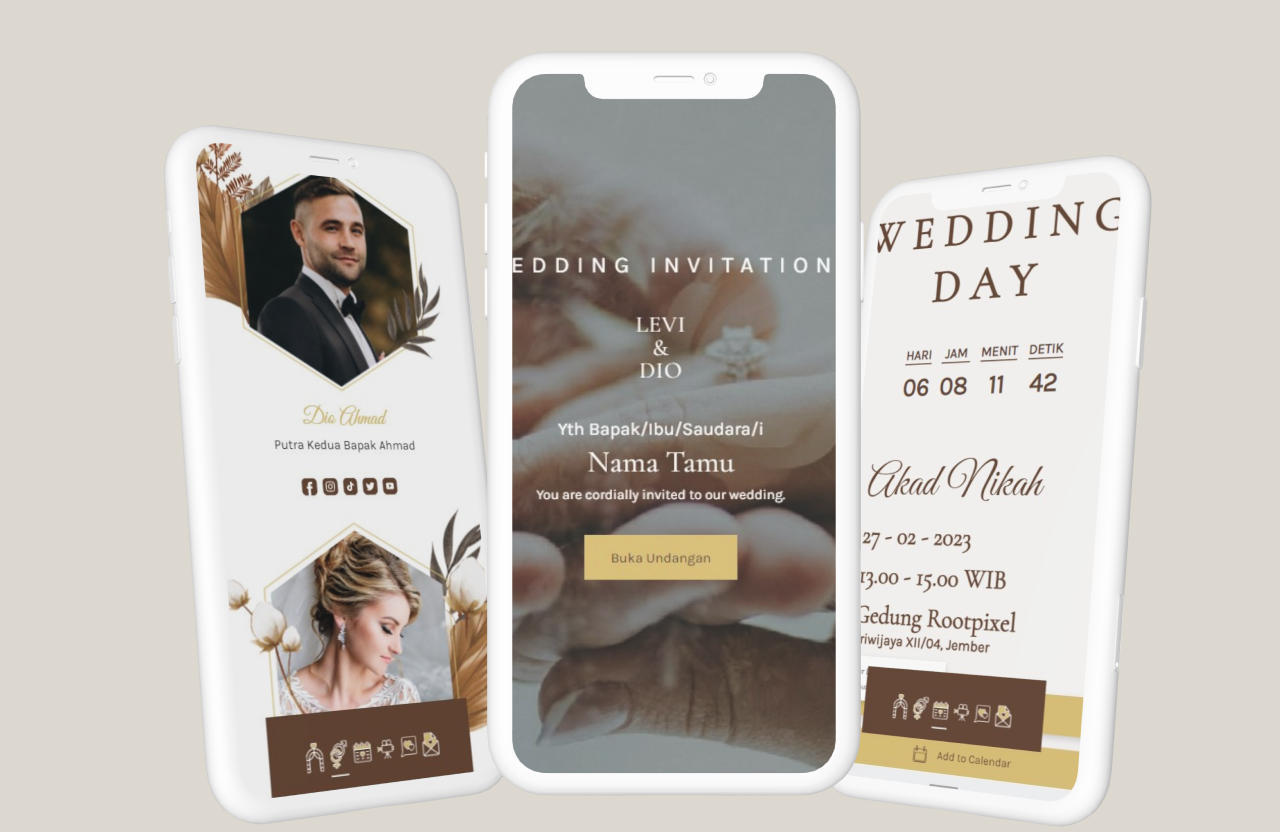 Dio Ahmad
Putra Kedua Bapak Ahmad
EDDING INVITATION
LEVI
&
DIO
Yth Bapak/Ibu/Saudara/i
Nama Tamu
You are cordially invited to our wedding.
Buka Undangan
WEDDING
DAY
HARI JAM MENIT DETIK
06 08 11 42
Akad Nikah
27 - 02 - 2023
13.00 - 15.00 WIB
Gedung Rootpixel
riwijaya XII/04, Jember
Add to Calendar